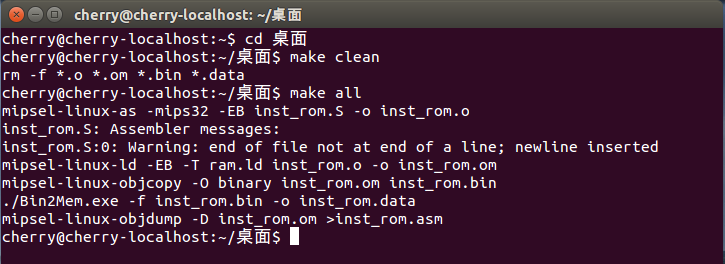 cherry@cherry-localhost: ~/桌面
cherry@cherry-localhost:~$ cd 桌面
cherry@cherry-localhost:~/桌面$ make clean
rm -f *.o *.om *.bin *.data
cherry@cherry-localhost:~/桌面$ make all
mipsel-linux-as -mips32 -EB inst_rom.S -o inst_rom.o
inst_rom.S: Assembler messages:
inst_rom.S:0: Warning: end of file not at end of a line; newline inserted
mipsel-linux-ld -EB -T ram.ld inst_rom.o -o inst_rom.om
mipsel-linux-objcopy -O binary inst_rom.om inst_rom.bin
./Bin2Mem.exe -f inst_rom.bin -o inst_rom.data
mipsel-linux-objdump -D inst_rom.om >inst_rom.asm
cherry@cherry-localhost:~/桌面$